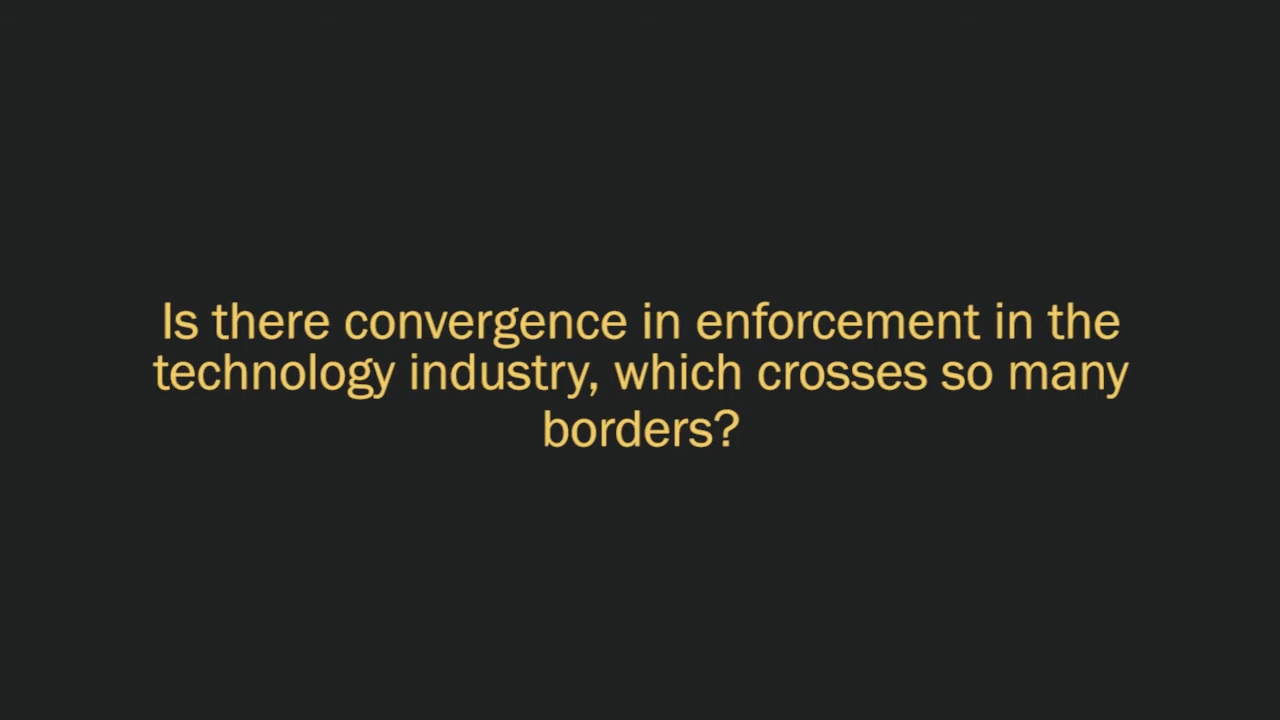 Is there convergence in enforcement in the
technology industry, which crosses so many
borders?